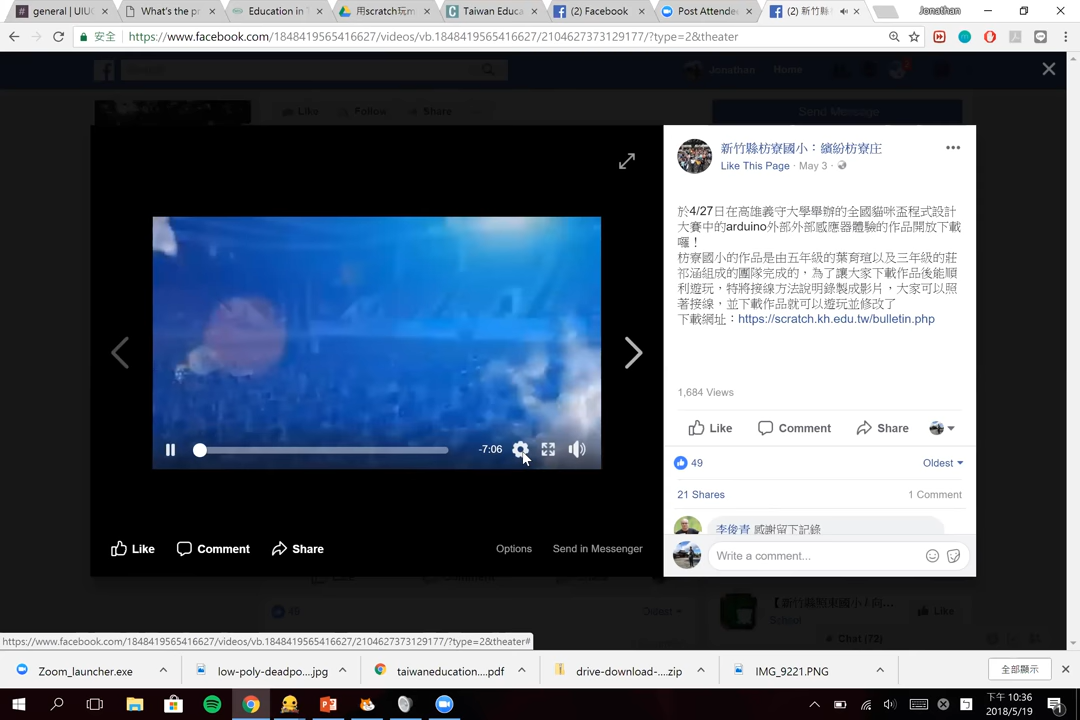 general | UIUC
What's the pr
Education in T
用scratch玩m
Taiwan Educa
(2) Facebook
Post Attendee
(2) 新竹縣
Jonathan
安全
https://www.facebook.com/1848419565416627/videos/vb.1848419565416627/2104627373129177/?type=2&theater
Search
Jonathan
Home
Like
Follow
Share
Send Message
新竹縣枋寮國小：繽紛枋寮庄
Like This Page · May 3 ·
於4/27日在高雄義守大學舉辦的全國貓咪盃程式設計
大賽中的arduino外部外部感應器體驗的作品開放下載
囉！
枋寮國小的作品是由五年級的葉育瑄以及三年級的莊
祁涵組成的團隊完成的，為了讓大家下載作品後能順
利遊玩，特將接線方法說明錄製成影片，大家可以照
著接線，並下載作品就可以遊玩並修改了
下載網址：https://scratch.kh.edu.tw/bulletin.php
1,684 Views
Like
Comment
Share
49
Oldest
21 Shares
1 Comment
李俊青 感謝留下記錄
Write a comment...
-7:06
Like
Comment
Share
Options
Send in Messenger
Oldest
School
Like
Chat (72)
https://www.facebook.com/1848419565416627/videos/vb.1848419565416627/2104627373129177/?type=2&theater#
Zoom_launcher.exe
low-poly-deadpo....jpg
taiwaneducation....pdf
drive-download-....zip
IMG_9221.PNG
全部顯示
下午 10:36
2018/5/19